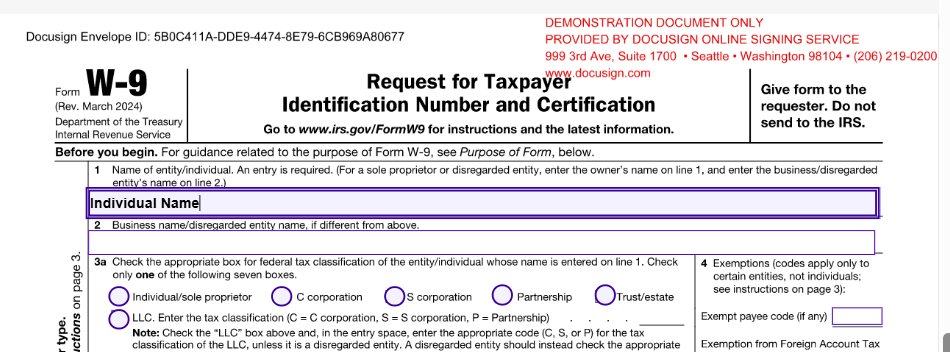 DEMONSTRATION DOCUMENT ONLY
Docusign Envelope ID: 5B0C411A-DDE9-4474-8E79-6CB969A80677
PROVIDED BY DOCUSIGN ONLINE SIGNING SERVICE
999 3rd Ave, Suite 1700 • Seattle • Washington 98104 • (206) 219-0200
www.docusign.com
Form W-9
(Rev. March 2024)
Department of the Treasury
Internal Revenue Service
Request for Taxpayer
Identification Number and Certification
Go to www.irs.gov/FormW9 for instructions and the latest information.
Give form to the
requester. Do not
send to the IRS.
Before you begin. For guidance related to the purpose of Form W-9, see Purpose of Form, below.
1 Name of entity/individual. An entry is required. (For a sole proprietor or disregarded entity, enter the owner's name on line 1, and enter the business/disregarded
entity's name on line 2.)
Individual Name
2 Business name/disregarded entity name, if different from above.
3a Check the appropriate box for federal tax classification of the entity/individual whose name is entered on line 1. Check
only one of the following seven boxes.
Individual/sole proprietor C corporation S corporation Partnership Trust/estate
LLC. Enter the tax classification (C = C corporation, S = S corporation, P = Partnership) . . . .
Note: Check the "LLC" box above and, in the entry space, enter the appropriate code (C, S, or P) for the tax
classification of the LLC, unless it is a disregarded entity. A disregarded entity should instead check the appropriate
4 Exemptions (codes apply only to
certain entities, not individuals;
see instructions on page 3):
Exempt payee code (if any)
Exemption from Foreign Account Tax
r type.
uctions on page 3.